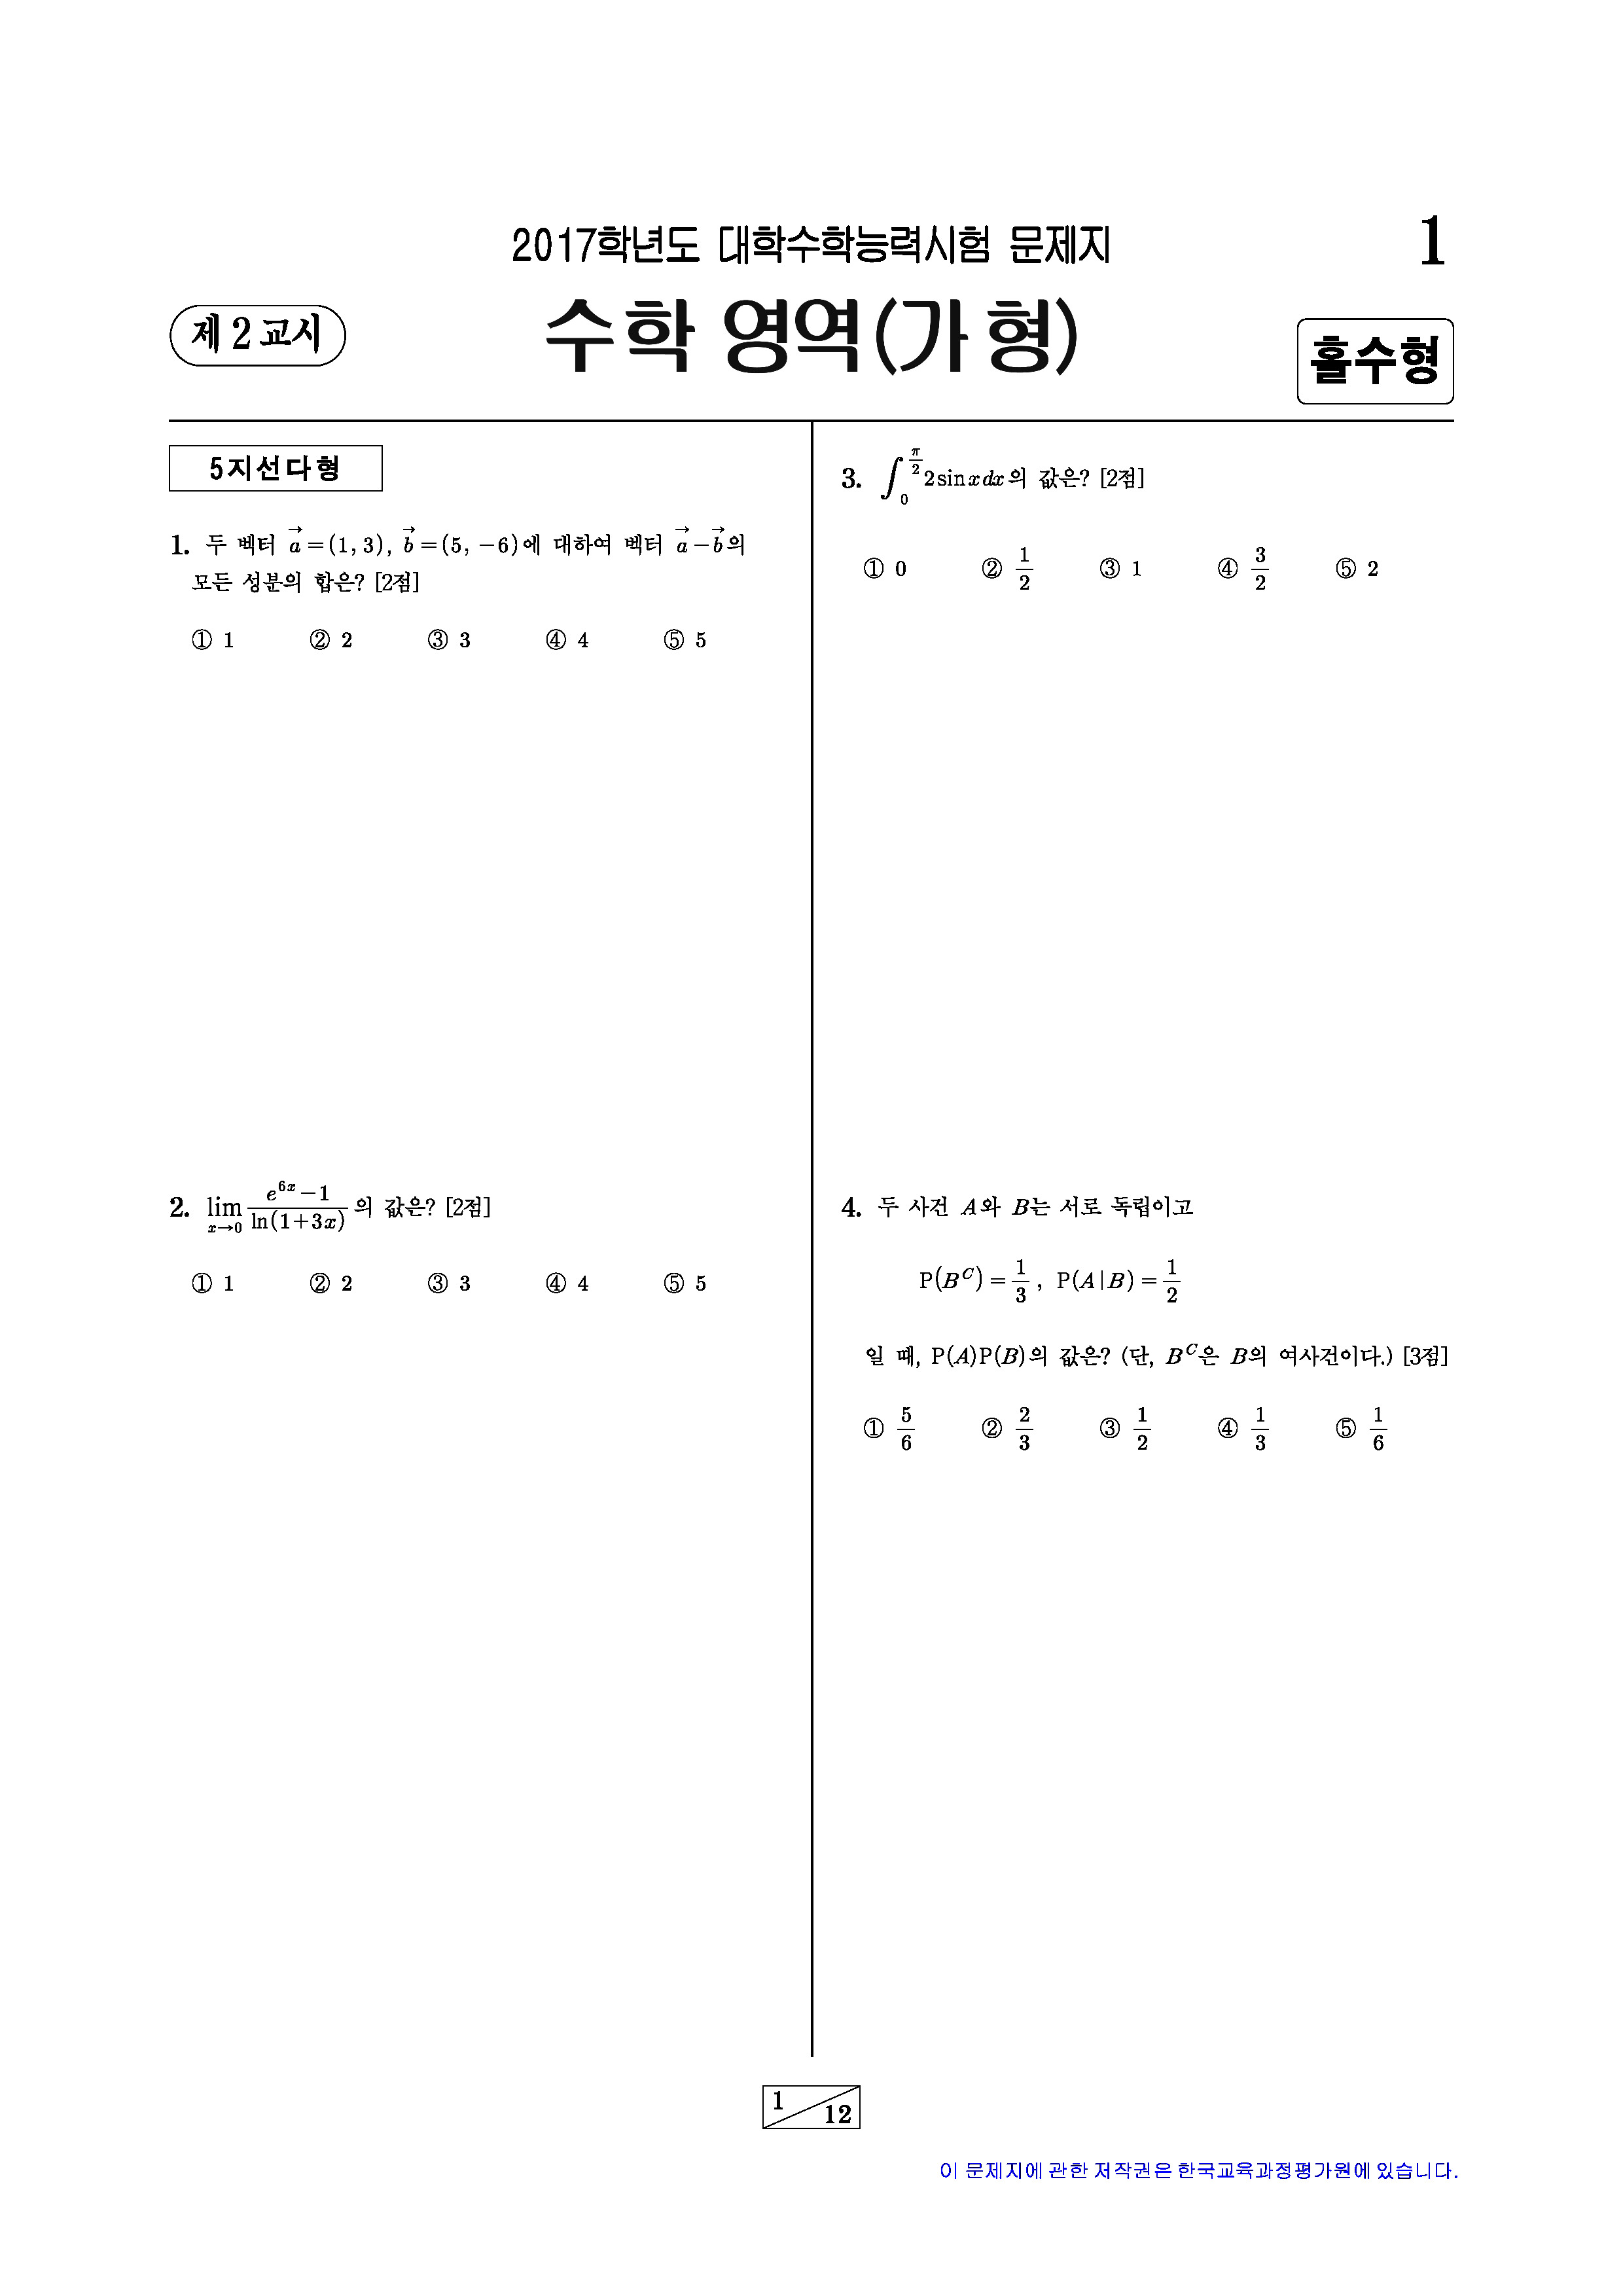 2017학년도 대학수학능력시험 문제지
1
제 2 교시
수학 영역(가 형)
홀수형
5지선다형
1. 두 벡터 $\vec{a}=(1, 3)$, $\vec{b}=(5, -6)$에 대하여 벡터 $\vec{a}-\vec{b}$의
모든 성분의 합은? [2점]
① 1 ② 2 ③ 3 ④ 4 ⑤ 5
2. $\lim_{x \to 0} \frac{e^{6x}-1}{\ln(1+3x)}$의 값은? [2점]
① 1 ② 2 ③ 3 ④ 4 ⑤ 5
3. $\int_{0}^{\frac{\pi}{2}} 2\sin x dx$의 값은? [2점]
① 0 ② $\frac{1}{2}$ ③ 1 ④ $\frac{3}{2}$ ⑤ 2
4. 두 사건 $A$와 $B$는 서로 독립이고
$\mathrm{P}(B^C)=\frac{1}{3}$, $\mathrm{P}(A|B)=\frac{1}{2}$
일 때, $\mathrm{P}(A)\mathrm{P}(B)$의 값은? (단, $B^C$은 $B$의 여사건이다.) [3점]
① $\frac{5}{6}$ ② $\frac{2}{3}$ ③ $\frac{1}{2}$ ④ $\frac{1}{3}$ ⑤ $\frac{1}{6}$
1
12
이 문제지에 관한 저작권은 한국교육과정평가원에 있습니다.